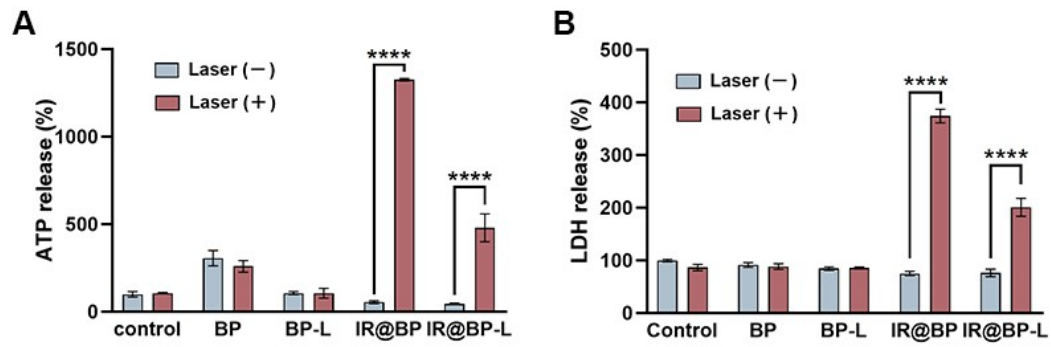 A
ATP release (%)
1500
1000
500
0
Laser (−)
Laser (+)
****
****
control BP BP-L IR@BP IR@BP-L
B
LDH release (%)
500
400
300
200
100
0
Laser (−)
Laser (+)
****
****
Control BP BP-L IR@BP IR@BP-L